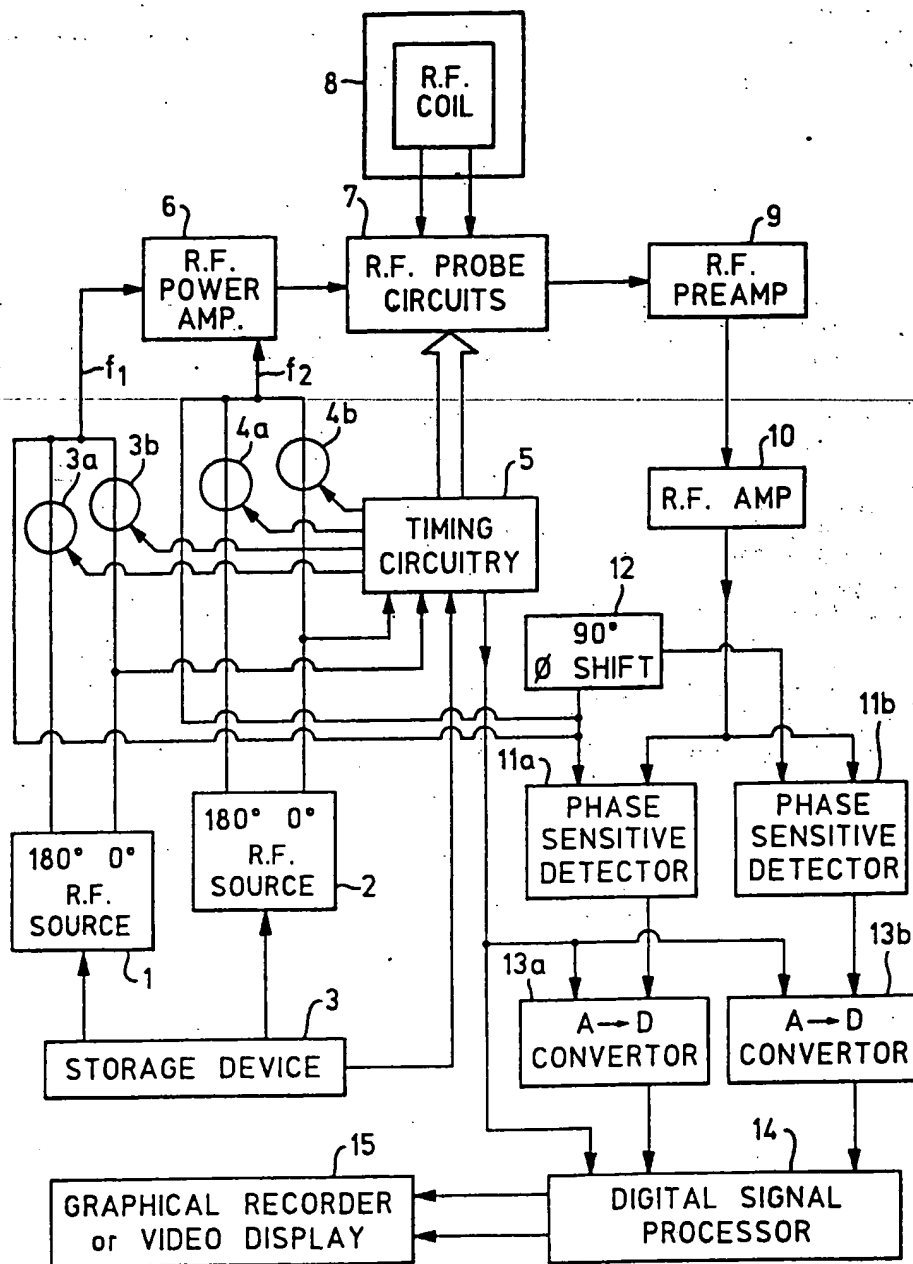 8
R.F.
COIL
6
R.F.
POWER
AMP.
7
R.F. PROBE
CIRCUITS
9
R.F.
PREAMP
f1
f2
3a
3b
4a
4b
5
TIMING
CIRCUITRY
10
R.F. AMP
12
90°
Ø SHIFT
11a
PHASE
SENSITIVE
DETECTOR
11b
PHASE
SENSITIVE
DETECTOR
180° 0°
R.F.
SOURCE
1
180° 0°
R.F.
SOURCE
2
13a
A→D
CONVERTOR
13b
A→D
CONVERTOR
3
STORAGE DEVICE
14
DIGITAL SIGNAL
PROCESSOR
15
GRAPHICAL RECORDER
or VIDEO DISPLAY